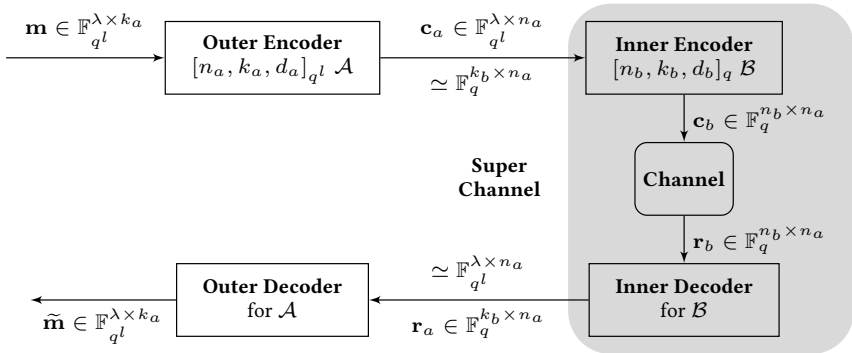 𝐦 ∈ 𝔽_{q^l}^{λ×k_a}
Outer Encoder
[n_a, k_a, d_a]_{q^l} 𝒜
𝐜_a ∈ 𝔽_{q^l}^{λ×n_a}
≃ 𝔽_q^{k_b×n_a}
Inner Encoder
[n_b, k_b, d_b]_q ℬ
𝐜_b ∈ 𝔽_q^{n_b×n_a}
Super
Channel
Channel
𝐫_b ∈ 𝔽_q^{n_b×n_a}
Inner Decoder
for ℬ
≃ 𝔽_{q^l}^{λ×n_a}
𝐫_a ∈ 𝔽_q^{k_b×n_a}
Outer Decoder
for 𝒜
𝐦̃ ∈ 𝔽_{q^l}^{λ×k_a}